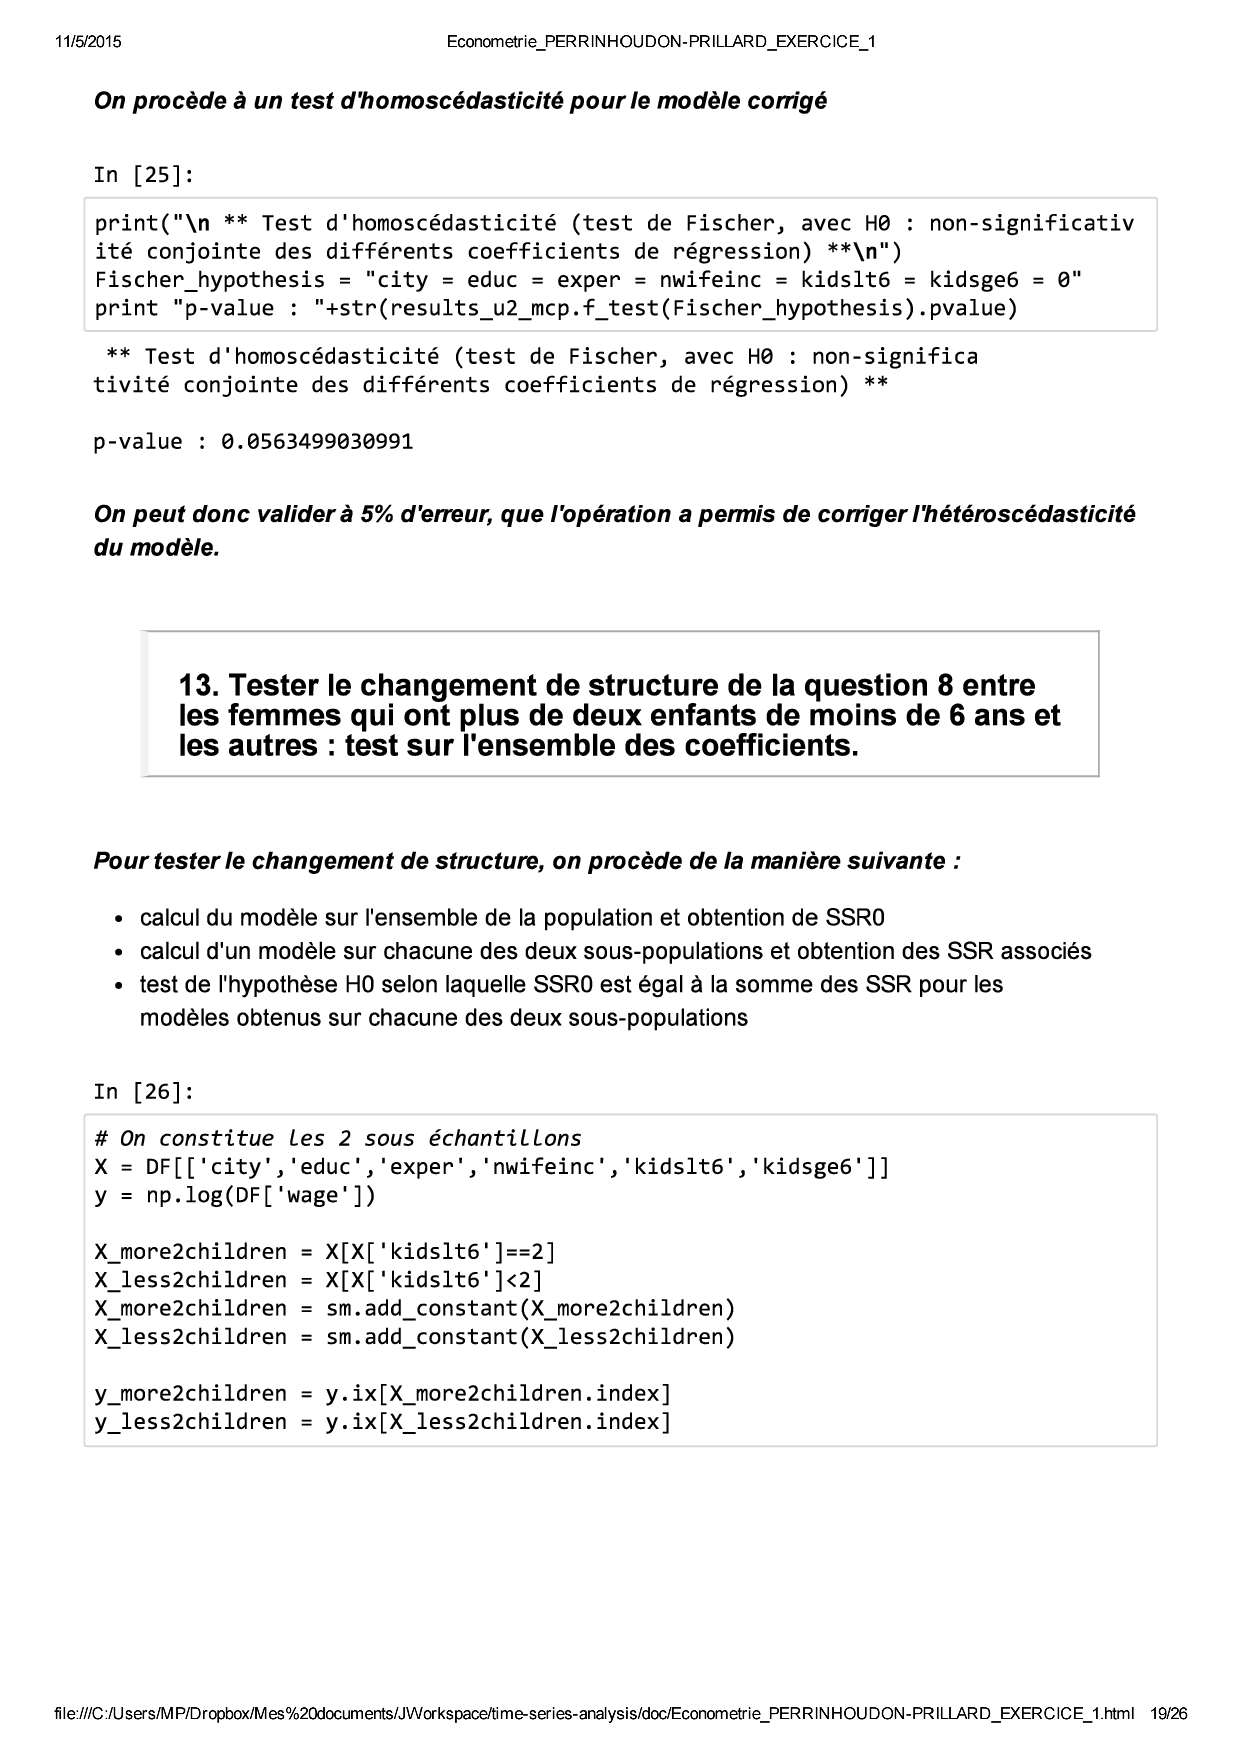 11/5/2015 Econometrie_PERRINHOUDON-PRILLARD_EXERCICE_1
On procède à un test d'homoscédasticité pour le modèle corrigé
In [25]:
print("\n ** Test d'homoscédasticité (test de Fischer, avec H0 : non-significativ
ité conjointe des différents coefficients de régression) **\n")
Fischer_hypothesis = "city = educ = exper = nwifeinc = kidslt6 = kidsge6 = 0"
print "p-value : "+str(results_u2_mcp.f_test(Fischer_hypothesis).pvalue)
** Test d'homoscédasticité (test de Fischer, avec H0 : non-significa
tivité conjointe des différents coefficients de régression) **
p-value : 0.0563499030991
On peut donc valider à 5% d'erreur, que l'opération a permis de corriger l'hétéroscédasticité
du modèle.
13. Tester le changement de structure de la question 8 entre
les femmes qui ont plus de deux enfants de moins de 6 ans et
les autres : test sur l'ensemble des coefficients.
Pour tester le changement de structure, on procède de la manière suivante :
• calcul du modèle sur l'ensemble de la population et obtention de SSR0
• calcul d'un modèle sur chacune des deux sous-populations et obtention des SSR associés
• test de l'hypothèse H0 selon laquelle SSR0 est égal à la somme des SSR pour les
modèles obtenus sur chacune des deux sous-populations
In [26]:
# On constitue les 2 sous échantillons
X = DF[['city','educ','exper','nwifeinc','kidslt6','kidsge6']]
y = np.log(DF['wage'])
X_more2children = X[X['kidslt6']==2]
X_less2children = X[X['kidslt6']<2]
X_more2children = sm.add_constant(X_more2children)
X_less2children = sm.add_constant(X_less2children)
y_more2children = y.ix[X_more2children.index]
y_less2children = y.ix[X_less2children.index]
file:///C:/Users/MP/Dropbox/Mes%20documents/JWorkspace/time-series-analysis/doc/Econometrie_PERRINHOUDON-PRILLARD_EXERCICE_1.html 19/26